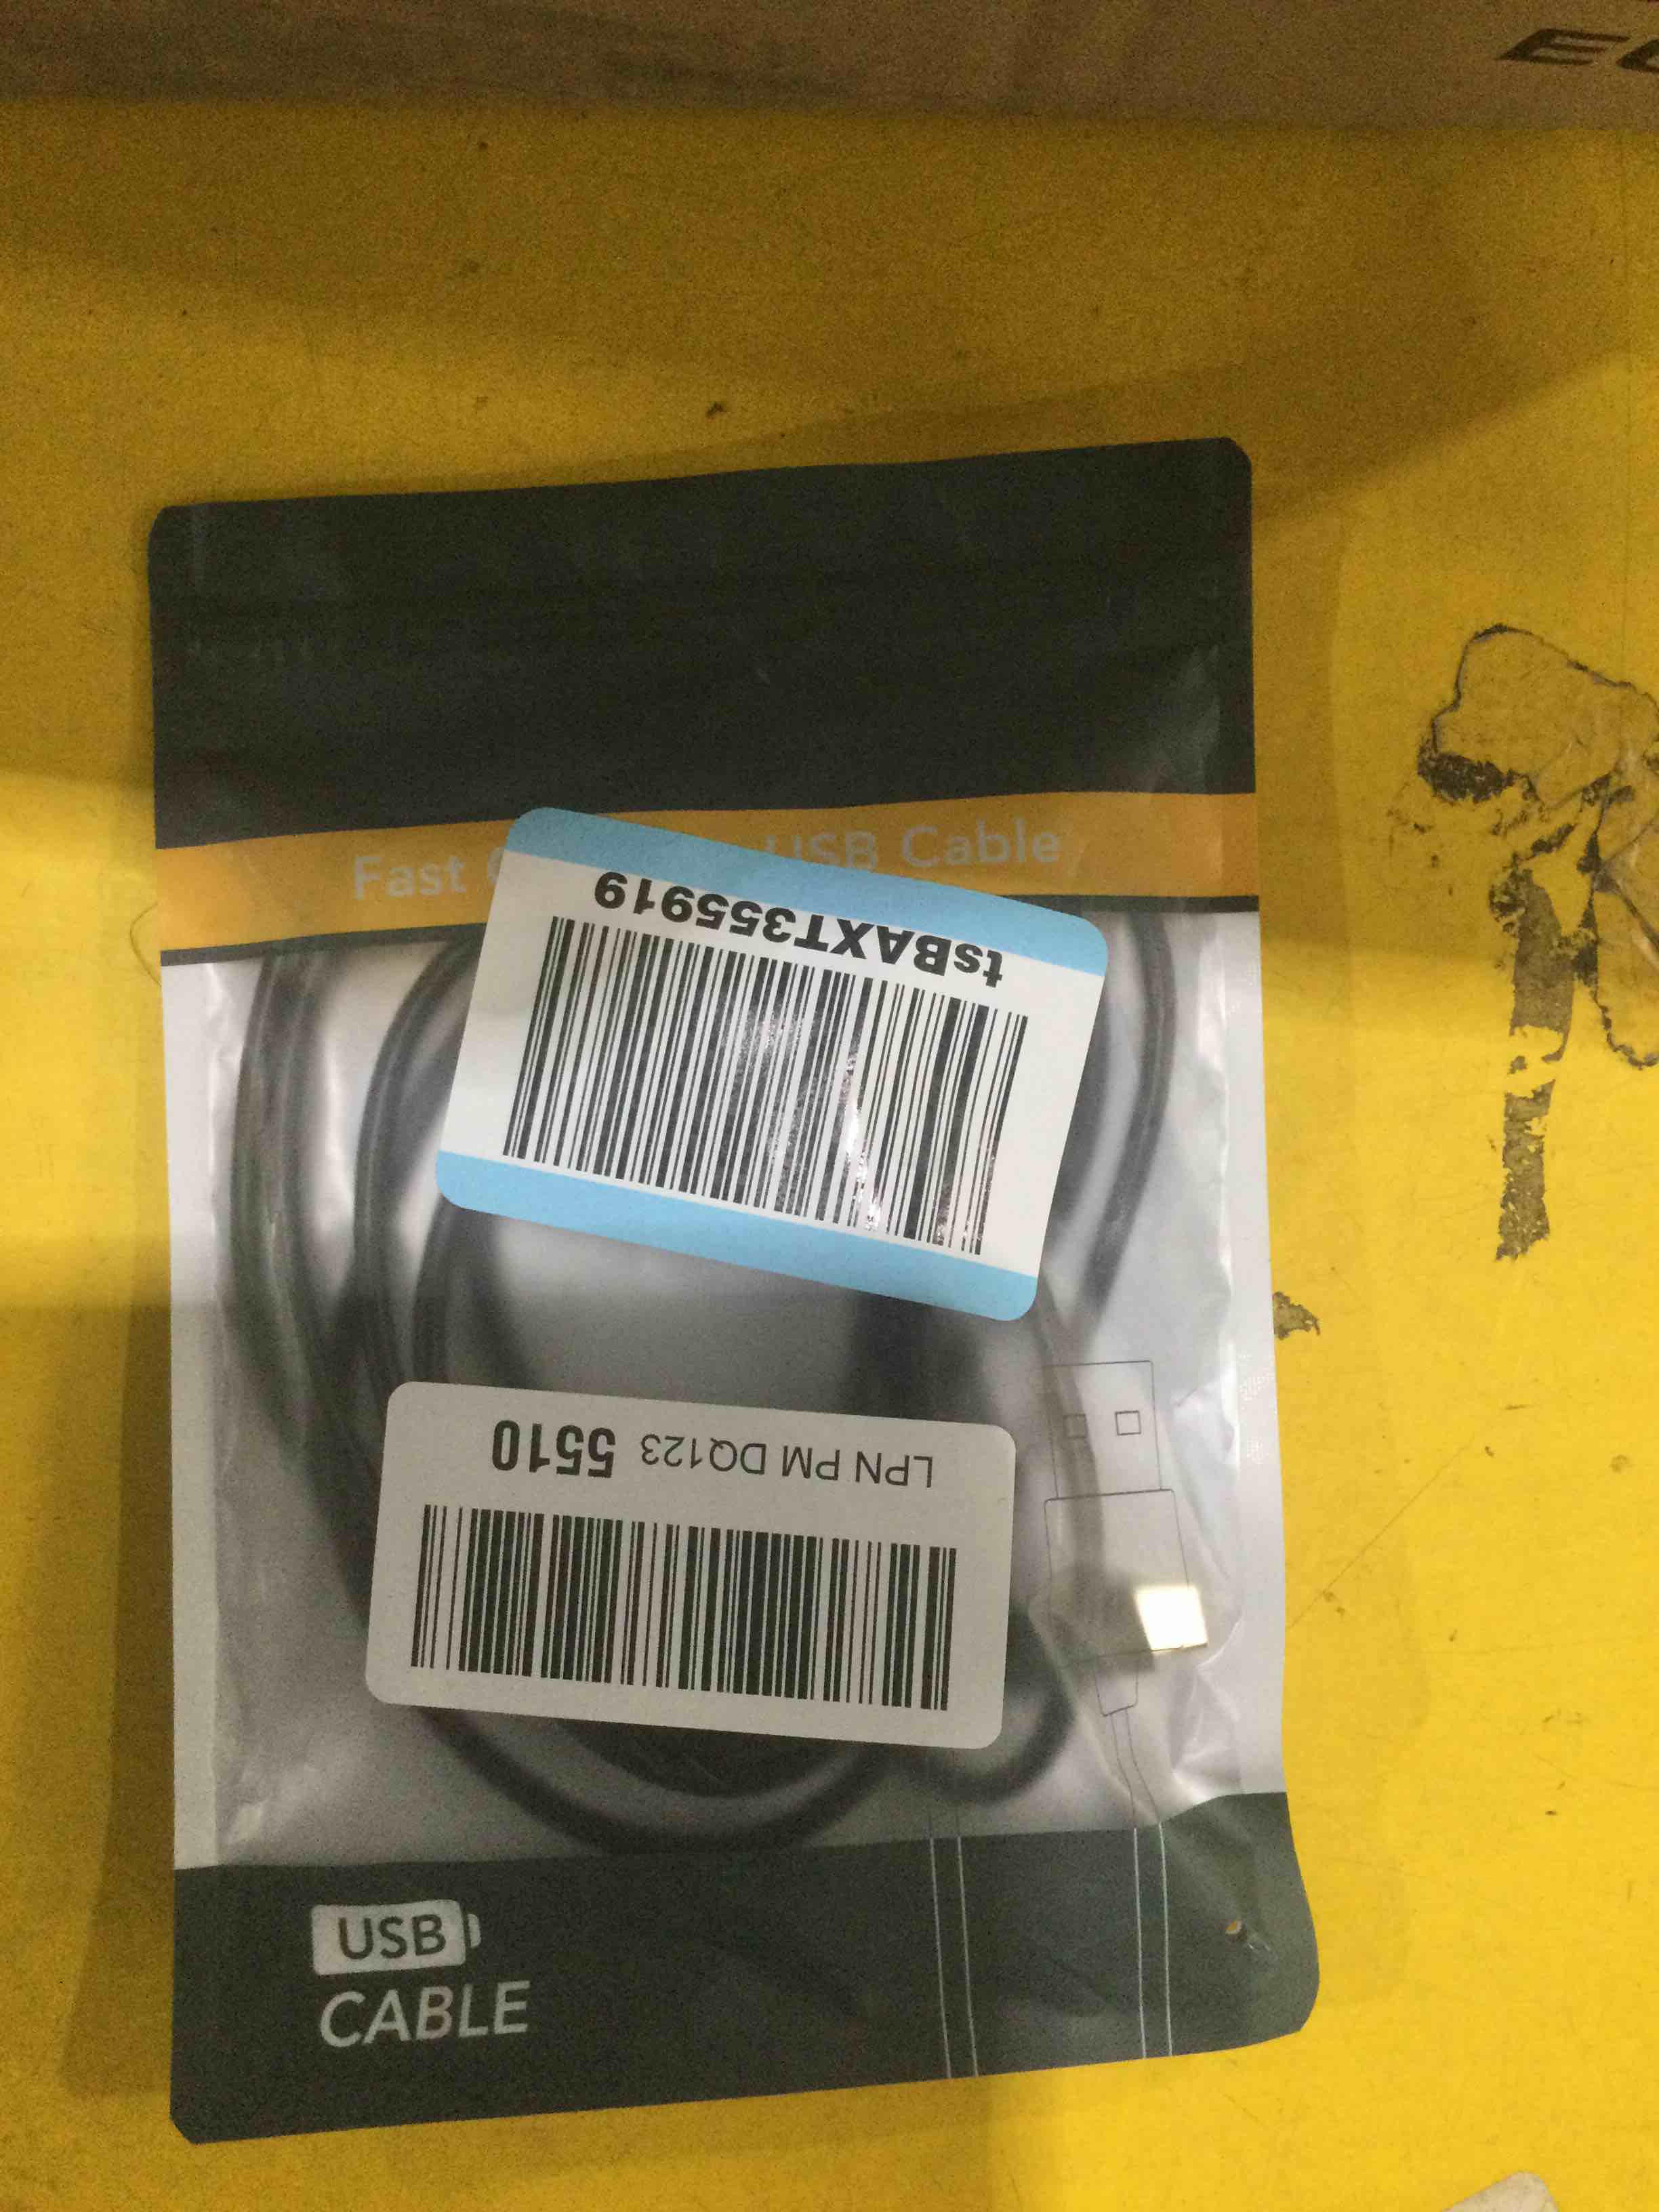 Fast USB Cable
tsBAXT355919
LPN PM DQ123 5510
USB
CABLE